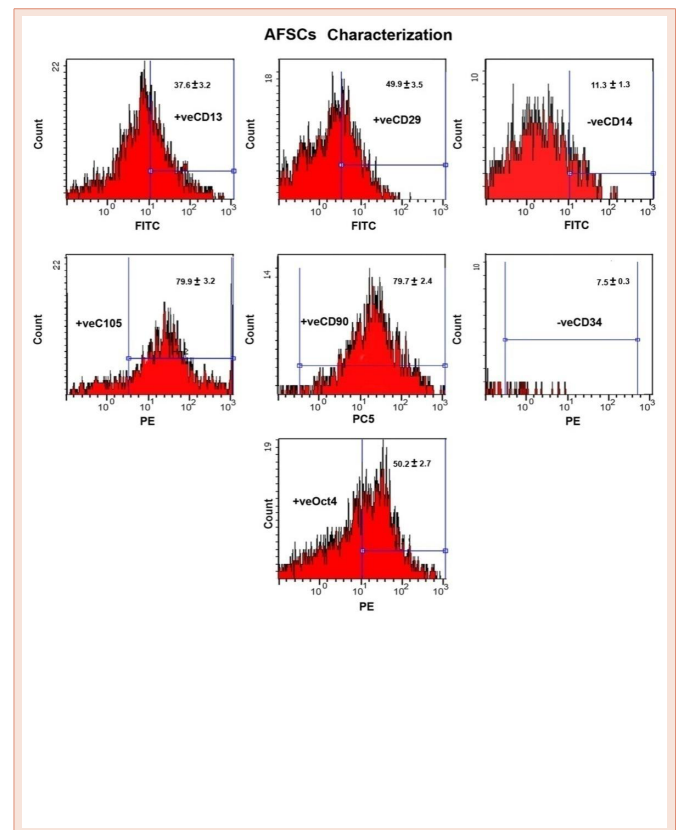 AFSCs Characterization
22
37.6±3.2
+veCD13
Count
10⁰ 10¹ 10² 10³
FITC
18
49.9±3.5
+veCD29
Count
10⁰ 10¹ 10² 10³
FITC
10
11.3±1.3
-veCD14
Count
10⁰ 10¹ 10² 10³
FITC
22
79.9± 3.2
+veC105
Count
10⁰ 10¹ 10² 10³
PE
14
79.7± 2.4
+veCD90
Count
10⁰ 10¹ 10² 10³
PC5
10
7.5±0.3
-veCD34
Count
10⁰ 10¹ 10² 10³
PE
19
50.2±2.7
+veOct4
Count
10⁰ 10¹ 10² 10³
PE